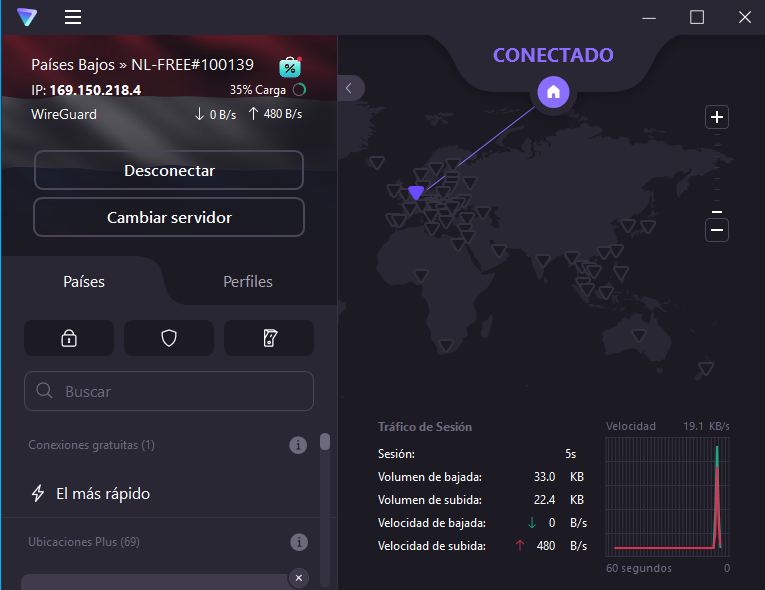 Países Bajos » NL-FREE#100139
IP: 169.150.218.4
35% Carga
WireGuard
↓ 0 B/s ↑ 480 B/s
Desconectar
Cambiar servidor
Países
Perfiles
Buscar
Conexiones gratuitas (1)
El más rápido
Ubicaciones Plus (69)
CONECTADO
Tráfico de Sesión
Sesión: 5s
Volumen de bajada: 33.0 KB
Volumen de subida: 22.4 KB
Velocidad de bajada: ↓ 0 B/s
Velocidad de subida: ↑ 480 B/s
Velocidad 19.1 KB/s
60 segundos 0